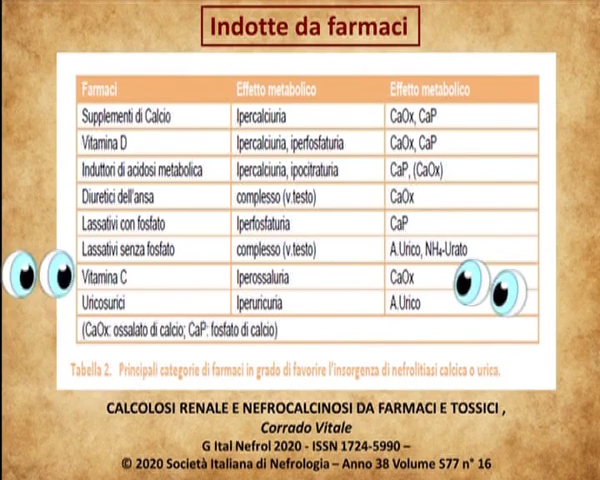 Indotte da farmaci
Farmaci Effetto metabolico Effetto metabolico
Supplementi di Calcio Ipercalciuria CaOx, CaP
Vitamina D Ipercalciuria, iperfosfaturia CaOx, CaP
Induttori di acidosi metabolica Ipercalciuria, ipocitraturia CaP, (CaOx)
Diuretici dell'ansa complesso (v.testo) CaOx
Lassativi con fosfato Iperfosfaturia CaP
Lassativi senza fosfato complesso (v.testo) A.Urico, NH₄-Urato
Vitamina C Iperossaluria CaOx
Uricosurici Iperuricuria A.Urico
(CaOx: ossalato di calcio; CaP: fosfato di calcio)
Tabella 2. Principali categorie di farmaci in grado di favorire l'insorgenza di nefrolitiasi calcica o urica.
CALCOLOSI RENALE E NEFROCALCINOSI DA FARMACI E TOSSICI ,
Corrado Vitale
G Ital Nefrol 2020 - ISSN 1724-5990 –
© 2020 Società Italiana di Nefrologia – Anno 38 Volume S77 n° 16